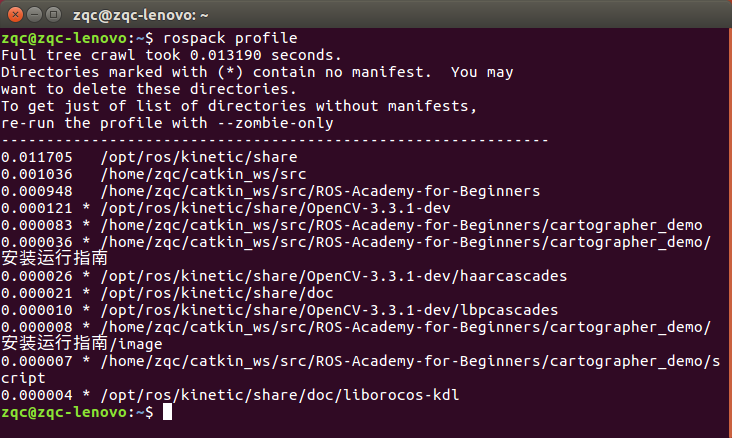 zqc@zqc-lenovo: ~
zqc@zqc-lenovo:~$ rospack profile
Full tree crawl took 0.013190 seconds.
Directories marked with (*) contain no manifest.  You may
want to delete these directories.
To get just of list of directories without manifests,
re-run the profile with --zombie-only
-------------------------------------------------------------
0.011705   /opt/ros/kinetic/share
0.001036   /home/zqc/catkin_ws/src
0.000948   /home/zqc/catkin_ws/src/ROS-Academy-for-Beginners
0.000121 * /opt/ros/kinetic/share/OpenCV-3.3.1-dev
0.000083 * /home/zqc/catkin_ws/src/ROS-Academy-for-Beginners/cartographer_demo
0.000036 * /home/zqc/catkin_ws/src/ROS-Academy-for-Beginners/cartographer_demo/
安装运行指南
0.000026 * /opt/ros/kinetic/share/OpenCV-3.3.1-dev/haarcascades
0.000021 * /opt/ros/kinetic/share/doc
0.000010 * /opt/ros/kinetic/share/OpenCV-3.3.1-dev/lbpcascades
0.000008 * /home/zqc/catkin_ws/src/ROS-Academy-for-Beginners/cartographer_demo/
安装运行指南/image
0.000007 * /home/zqc/catkin_ws/src/ROS-Academy-for-Beginners/cartographer_demo/s
cript
0.000004 * /opt/ros/kinetic/share/doc/liborocos-kdl
zqc@zqc-lenovo:~$